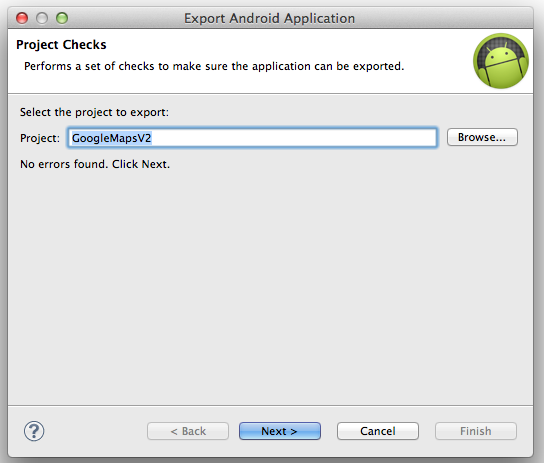 Export Android Application
Project Checks
Performs a set of checks to make sure the application can be exported.
Select the project to export:
Project: GoogleMapsV2 Browse...
No errors found. Click Next.
? < Back Next > Cancel Finish